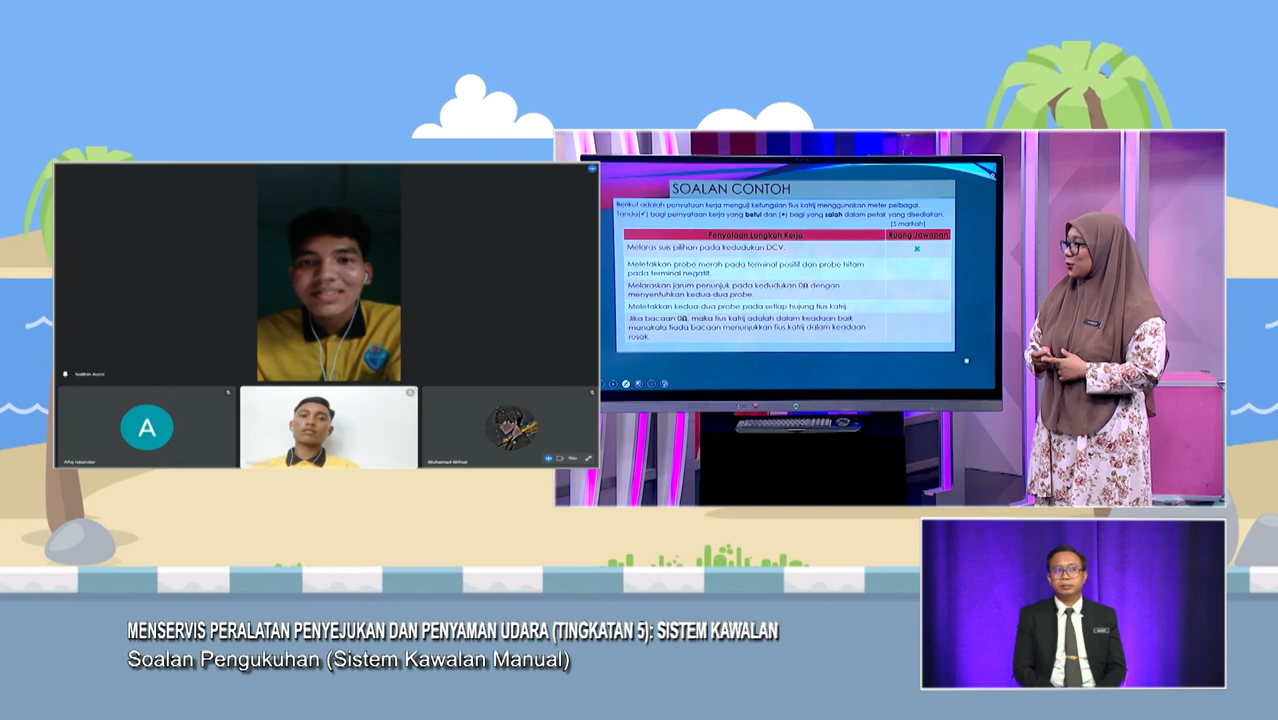 SOALAN CONTOH
Berikut adalah penyataan kerja menguji kefungsian fius katrij menggunakan meter pelbagai.
Tanda(✓) bagi pernyataan kerja yang betul dan (×) bagi yang salah dalam petak yang disediakan.
(5 markah)
Penyataan Langkah Kerja
Ruang Jawapan
Melaras suis pilihan pada kedudukan DCV.
×
Meletakkan probe merah pada terminal positif dan probe hitam
pada terminal negatif.
Melaraskan jarum penunjuk pada kedudukan 0Ω dengan
menyentuhkan kedua-dua probe.
Meletakkan kedua-dua probe pada setiap hujung fius katrij.
Jika bacaan 0Ω, maka fius katrij adalah dalam keadaan baik
manakala tiada bacaan menunjukkan fius katrij dalam keadaan
rosak.
A
Afiq Iskandar
MENSERVIS PERALATAN PENYEJUKAN DAN PENYAMAN UDARA (TINGKATAN 5): SISTEM KAWALAN
Soalan Pengukuhan (Sistem Kawalan Manual)